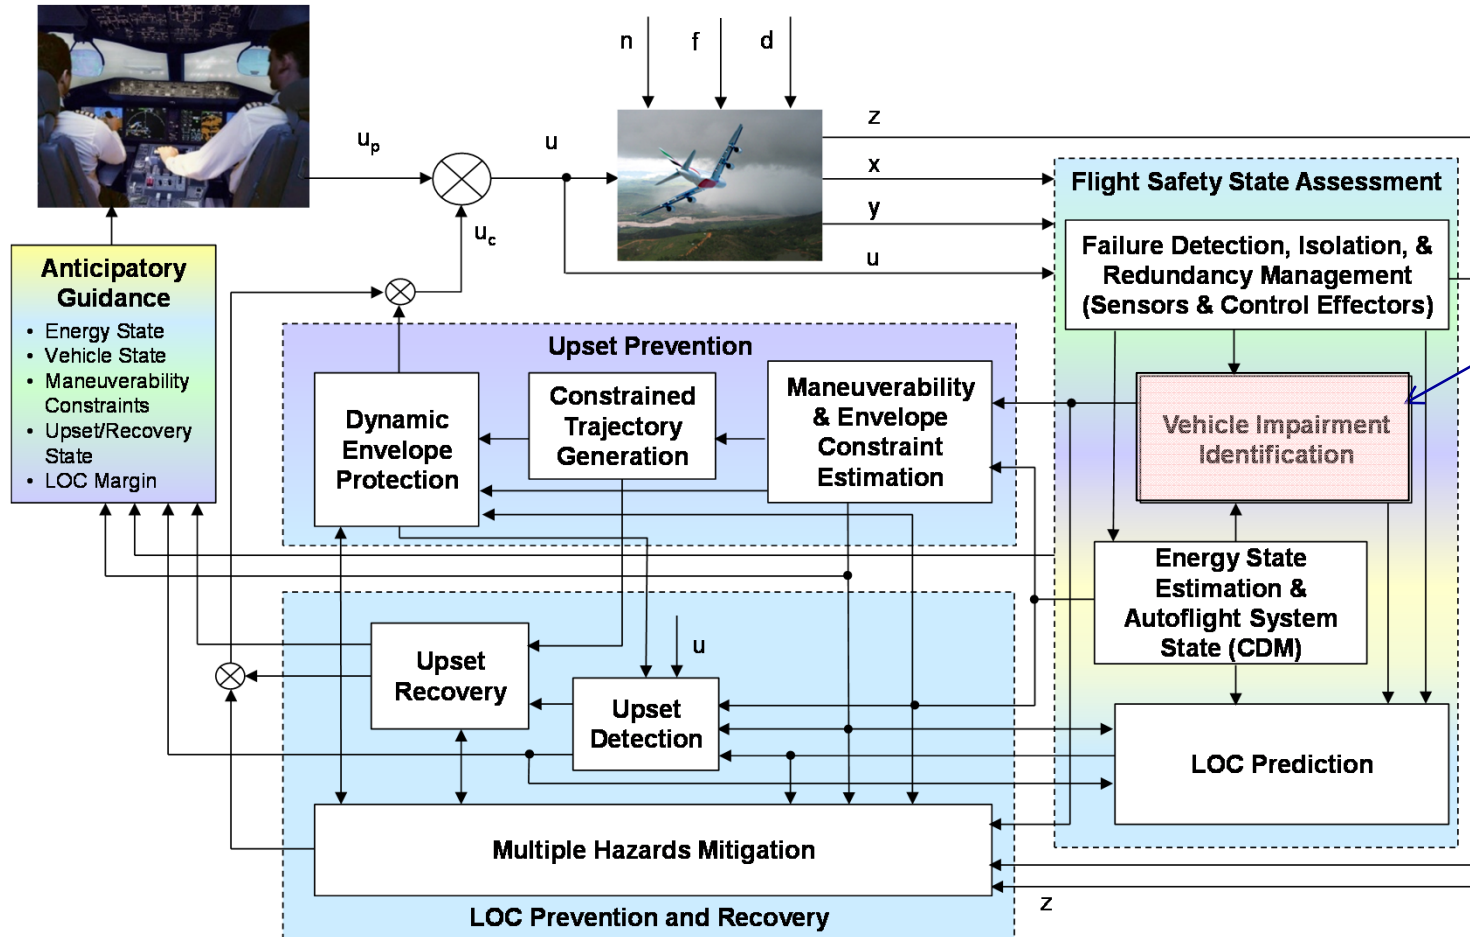 n
f
d
z
u_p
u
x
y
u
u_c
Flight Safety State Assessment
Failure Detection, Isolation, &
Redundancy Management
(Sensors & Control Effectors)
Anticipatory
Guidance
• Energy State
• Vehicle State
• Maneuverability
Constraints
• Upset/Recovery
State
• LOC Margin
Upset Prevention
Dynamic
Envelope
Protection
Constrained
Trajectory
Generation
Maneuverability
& Envelope
Constraint
Estimation
Vehicle Impairment
Identification
Energy State
Estimation &
Autoflight System
State (CDM)
Upset
Recovery
u
Upset
Detection
LOC Prediction
Multiple Hazards Mitigation
z
LOC Prevention and Recovery